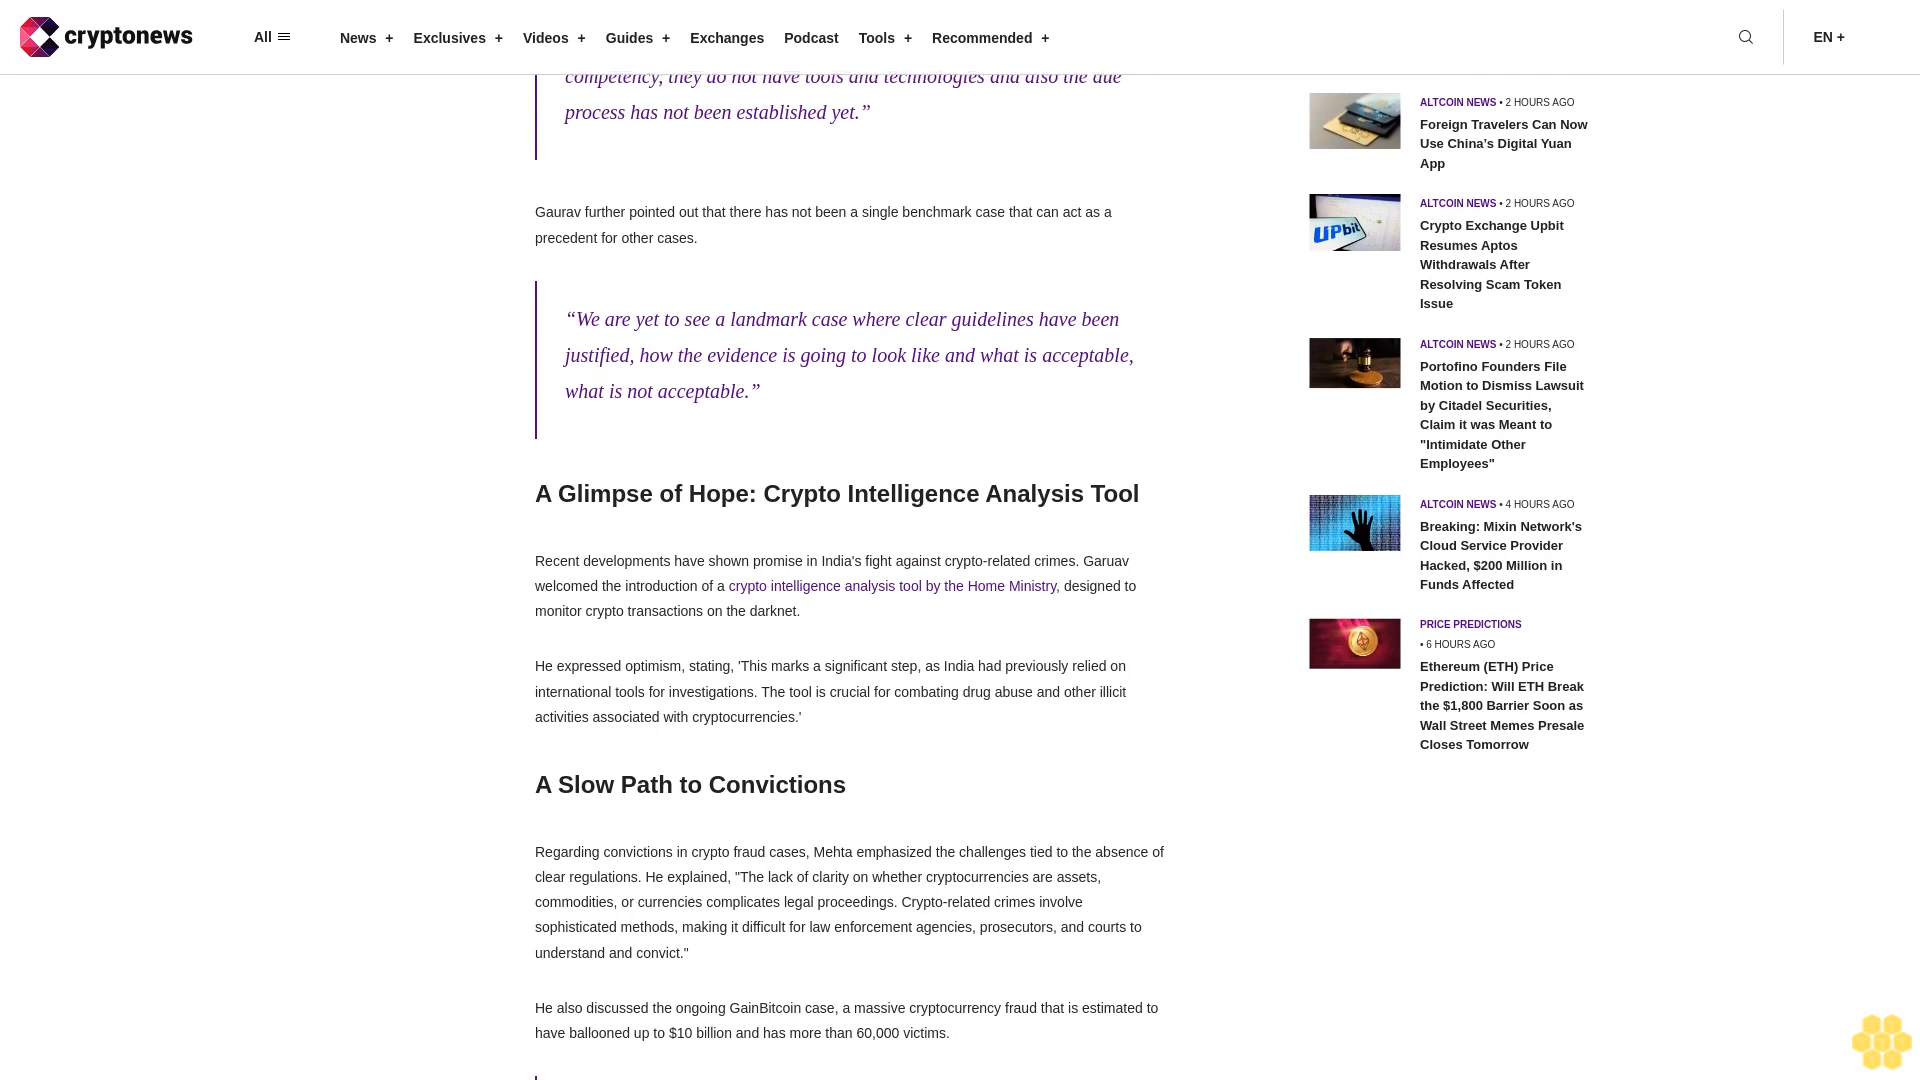 cryptonews
All
News +
Exclusives +
Videos +
Guides +
Exchanges
Podcast
Tools +
Recommended +
EN +
competency, they do not have tools and technologies and also the due
process has not been established yet.”
Gaurav further pointed out that there has not been a single benchmark case that can act as a
precedent for other cases.
“We are yet to see a landmark case where clear guidelines have been
justified, how the evidence is going to look like and what is acceptable,
what is not acceptable.”
A Glimpse of Hope: Crypto Intelligence Analysis Tool
Recent developments have shown promise in India's fight against crypto-related crimes. Garuav
welcomed the introduction of a crypto intelligence analysis tool by the Home Ministry, designed to
monitor crypto transactions on the darknet.
He expressed optimism, stating, 'This marks a significant step, as India had previously relied on
international tools for investigations. The tool is crucial for combating drug abuse and other illicit
activities associated with cryptocurrencies.'
A Slow Path to Convictions
Regarding convictions in crypto fraud cases, Mehta emphasized the challenges tied to the absence of
clear regulations. He explained, "The lack of clarity on whether cryptocurrencies are assets,
commodities, or currencies complicates legal proceedings. Crypto-related crimes involve
sophisticated methods, making it difficult for law enforcement agencies, prosecutors, and courts to
understand and convict."
He also discussed the ongoing GainBitcoin case, a massive cryptocurrency fraud that is estimated to
have ballooned up to $10 billion and has more than 60,000 victims.
ALTCOIN NEWS • 2 HOURS AGO
Foreign Travelers Can Now
Use China’s Digital Yuan
App
UPbit
ALTCOIN NEWS • 2 HOURS AGO
Crypto Exchange Upbit
Resumes Aptos
Withdrawals After
Resolving Scam Token
Issue
ALTCOIN NEWS • 2 HOURS AGO
Portofino Founders File
Motion to Dismiss Lawsuit
by Citadel Securities,
Claim it was Meant to
"Intimidate Other
Employees"
ALTCOIN NEWS • 4 HOURS AGO
Breaking: Mixin Network's
Cloud Service Provider
Hacked, $200 Million in
Funds Affected
PRICE PREDICTIONS
• 6 HOURS AGO
Ethereum (ETH) Price
Prediction: Will ETH Break
the $1,800 Barrier Soon as
Wall Street Memes Presale
Closes Tomorrow